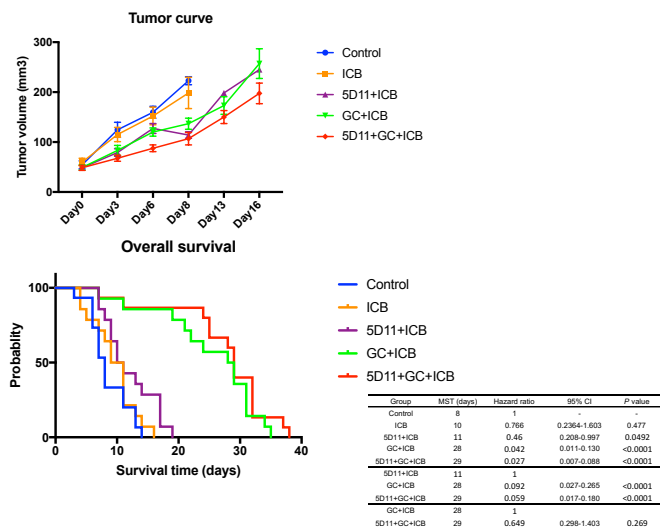 Tumor curve
Tumor volume (mm3)
300
200
100
0
Day0 Day3 Day6 Day8 Day13 Day16
Control
ICB
5D11+ICB
GC+ICB
5D11+GC+ICB
Overall survival
Probablity
100
50
0
0 10 20 30 40
Survival time (days)
Control
ICB
5D11+ICB
GC+ICB
5D11+GC+ICB
Group MST (days) Hazard ratio 95% CI P value
Control 8 1 - -
ICB 10 0.766 0.2364-1.603 0.477
5D11+ICB 11 0.46 0.208-0.997 0.0492
GC+ICB 28 0.042 0.011-0.130 <0.0001
5D11+GC+ICB 29 0.027 0.007-0.088 <0.0001
5D11+ICB 11 1
GC+ICB 28 0.092 0.027-0.265 <0.0001
5D11+GC+ICB 29 0.059 0.017-0.180 <0.0001
GC+ICB 28 1
5D11+GC+ICB 29 0.649 0.298-1.403 0.269